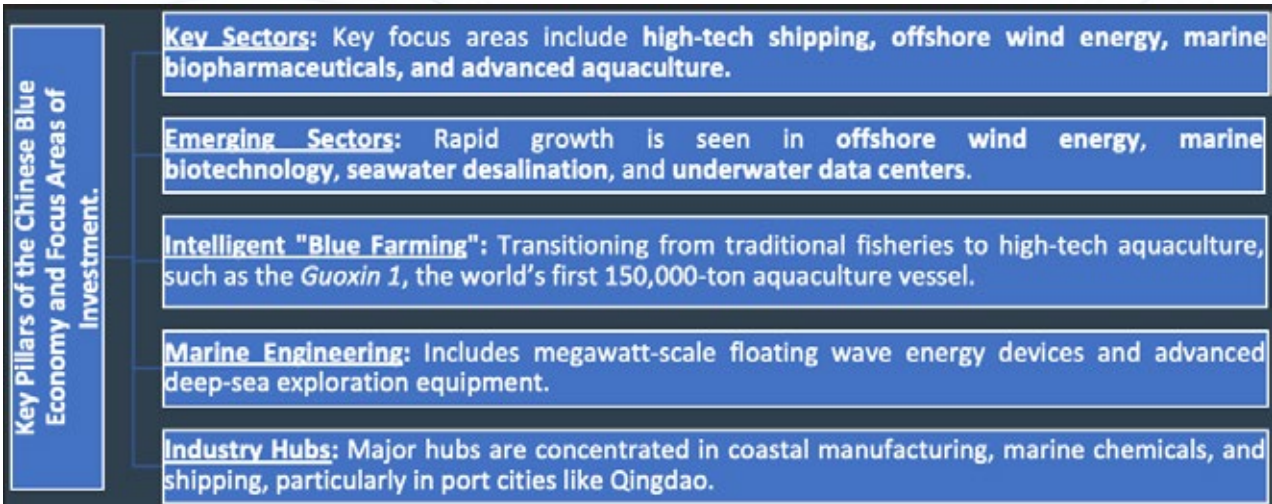 Key Pillars of the Chinese Blue
Economy and Focus Areas of
Investment.
Key Sectors: Key focus areas include high-tech shipping, offshore wind energy, marine
biopharmaceuticals, and advanced aquaculture.
Emerging Sectors: Rapid growth is seen in offshore wind energy, marine
biotechnology, seawater desalination, and underwater data centers.
Intelligent "Blue Farming": Transitioning from traditional fisheries to high-tech aquaculture,
such as the Guoxin 1, the world’s first 150,000-ton aquaculture vessel.
Marine Engineering: Includes megawatt-scale floating wave energy devices and advanced
deep-sea exploration equipment.
Industry Hubs: Major hubs are concentrated in coastal manufacturing, marine chemicals, and
shipping, particularly in port cities like Qingdao.